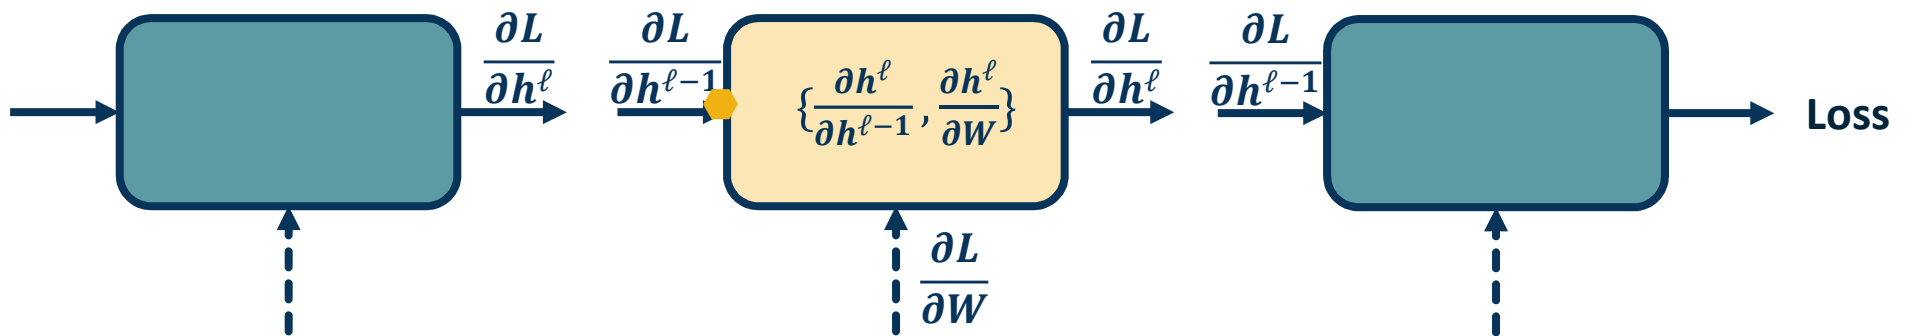 ∂L/∂h^ℓ
∂L/∂h^{ℓ−1}
{∂h^ℓ/∂h^{ℓ−1}, ∂h^ℓ/∂W}
∂L/∂h^ℓ
∂L/∂h^{ℓ−1}
Loss
∂L/∂W